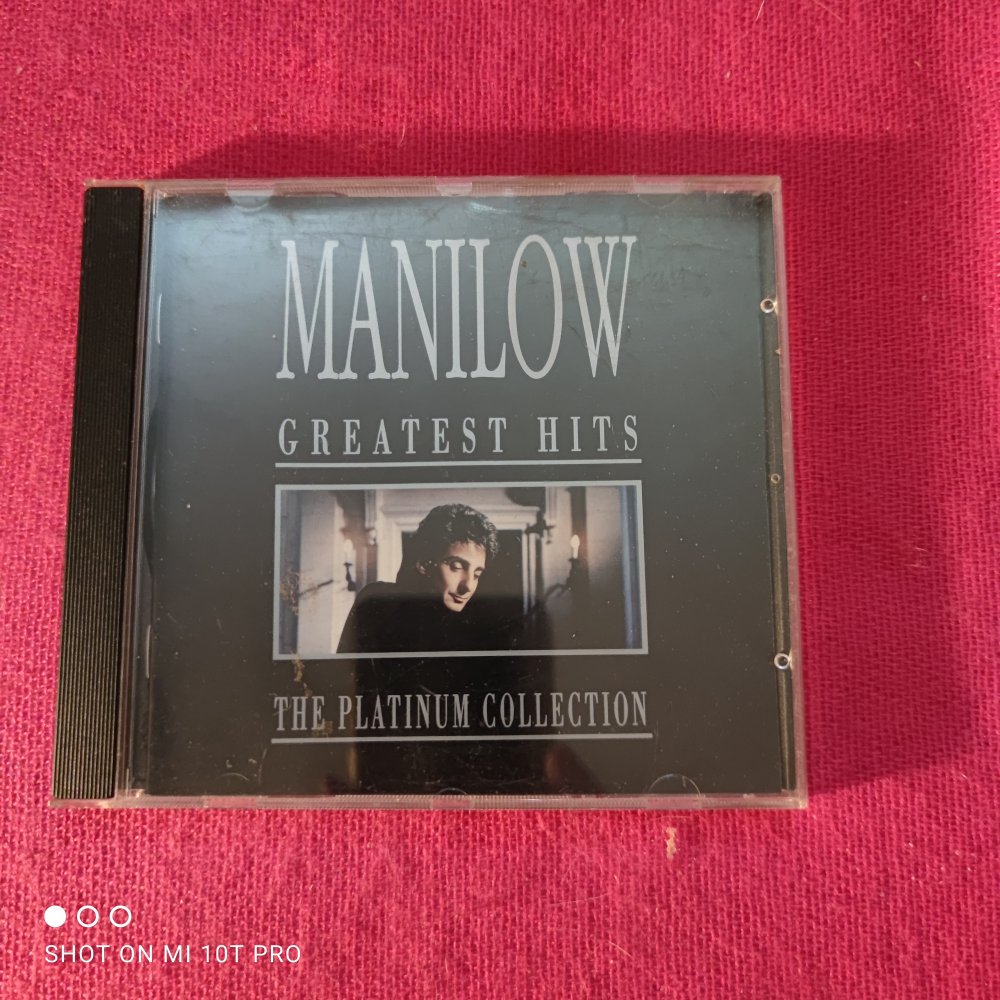 MANILOW
GREATEST HITS
THE PLATINUM COLLECTION
SHOT ON MI 10T PRO